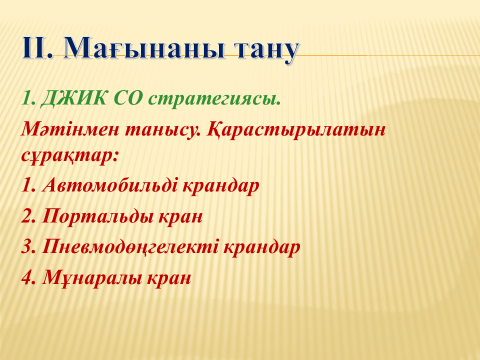 II. Мағынаны тану
1. ДЖИК СО стратегиясы.
Мәтінмен танысу. Қарастырылатын
сұрақтар:
1. Автомобильді крандар
2. Портальды кран
3. Пневмодөңгелекті крандар
4. Мұнаралы кран